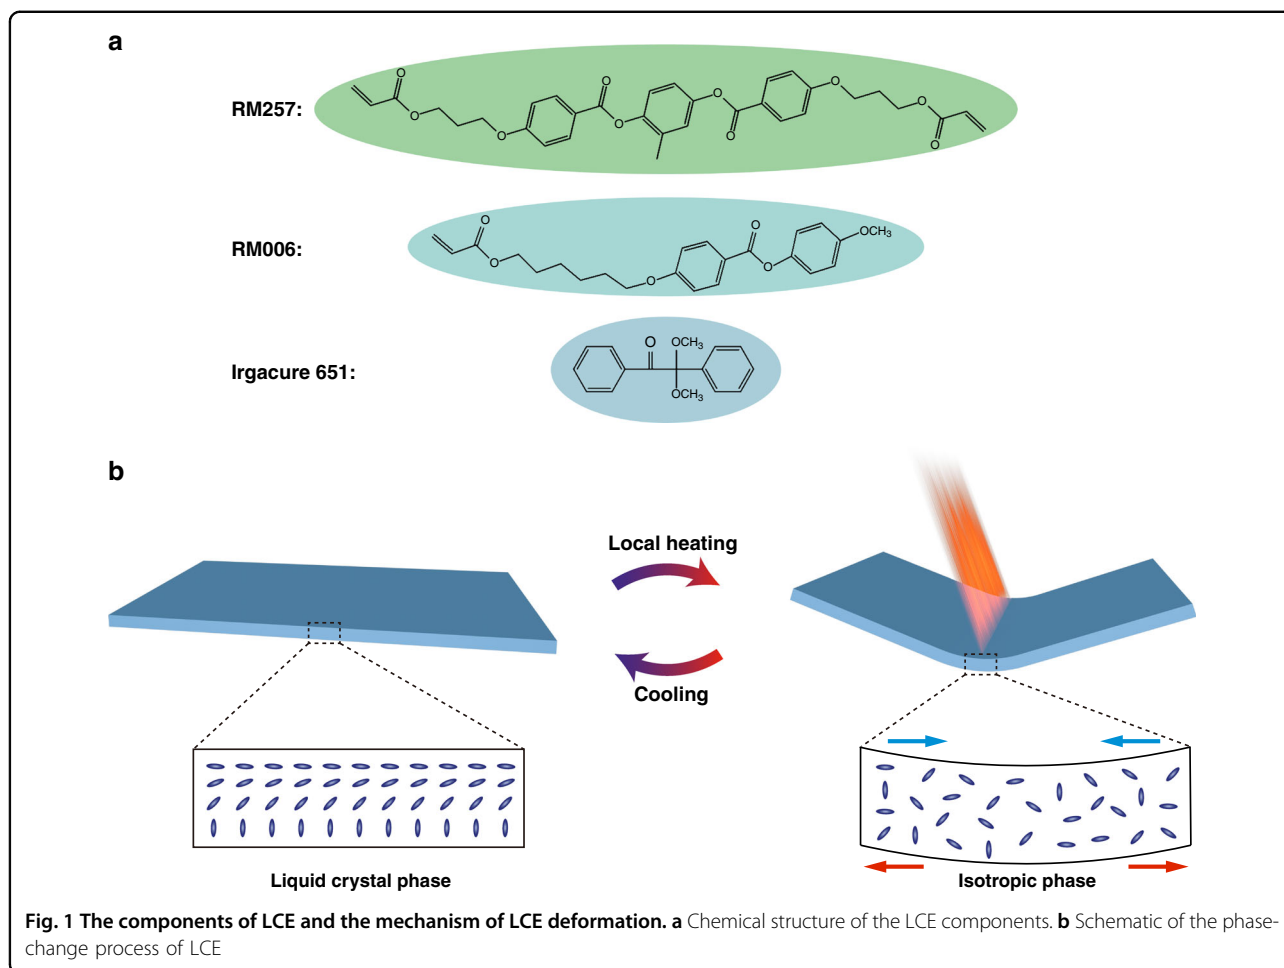 a
RM257:
O
O
O
O
O
O
O
O
O
O
RM006:
O
O
O
O
O
OCH₃
Irgacure 651:
O
OCH₃
OCH₃
b
Local heating
Cooling
Liquid crystal phase
Isotropic phase
Fig. 1 The components of LCE and the mechanism of LCE deformation. a Chemical structure of the LCE components. b Schematic of the phase-
change process of LCE